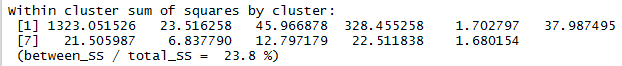 Within cluster sum of squares by cluster:
[1] 1323.051526 23.516258 45.966878 328.455258 1.702797 37.987495
[7] 21.505987 6.837790 12.797179 22.511838 1.680154
(between_SS / total_SS = 23.8 %)